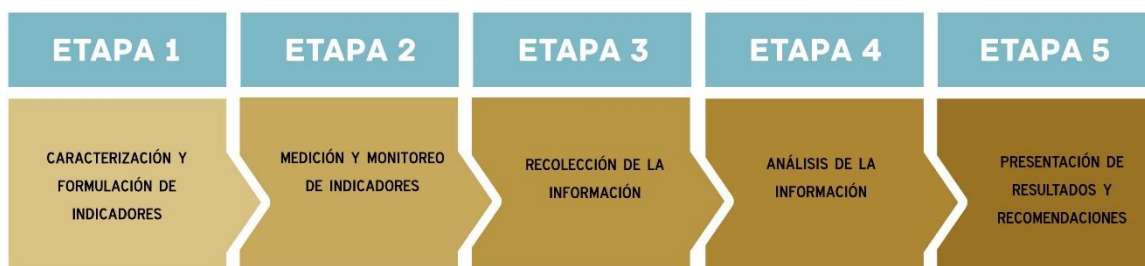 ETAPA 1
ETAPA 2
ETAPA 3
ETAPA 4
ETAPA 5
CARACTERIZACIÓN Y
FORMULACIÓN DE
INDICADORES
MEDICIÓN Y MONITOREO
DE INDICADORES
RECOLECCIÓN DE LA
INFORMACIÓN
ANÁLISIS DE LA
INFORMACIÓN
PRESENTACIÓN DE
RESULTADOS Y
RECOMENDACIONES